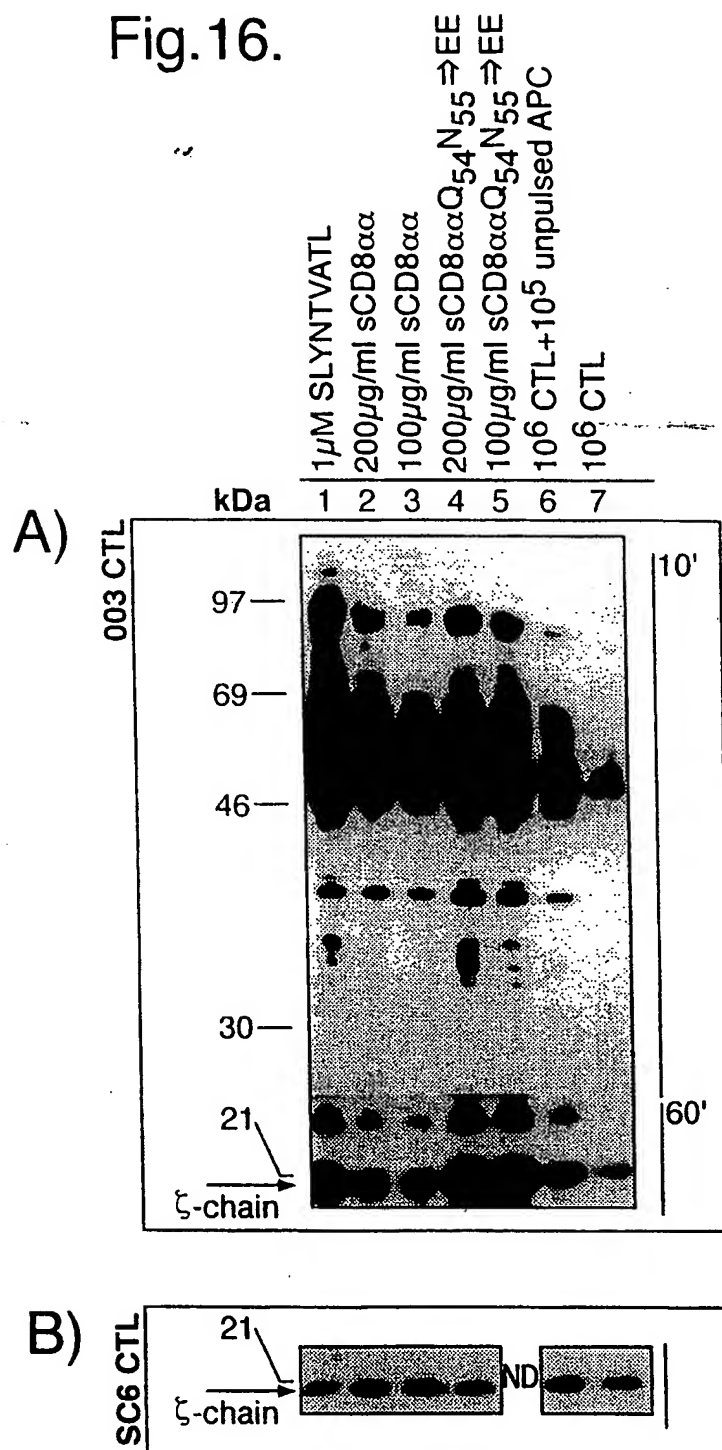 Fig.16.
1μM SLYNTVATL
200μg/ml sCD8αα
100μg/ml sCD8αα
200μg/ml sCD8ααQ54N55⇒EE
100μg/ml sCD8ααQ54N55⇒EE
10⁶ CTL+10⁵ unpulsed APC
10⁶ CTL
kDa 1 2 3 4 5 6 7
A)
003 CTL
10'
97
69
46
30
60'
21
ζ-chain
B)
SC6 CTL
21
ND
ζ-chain